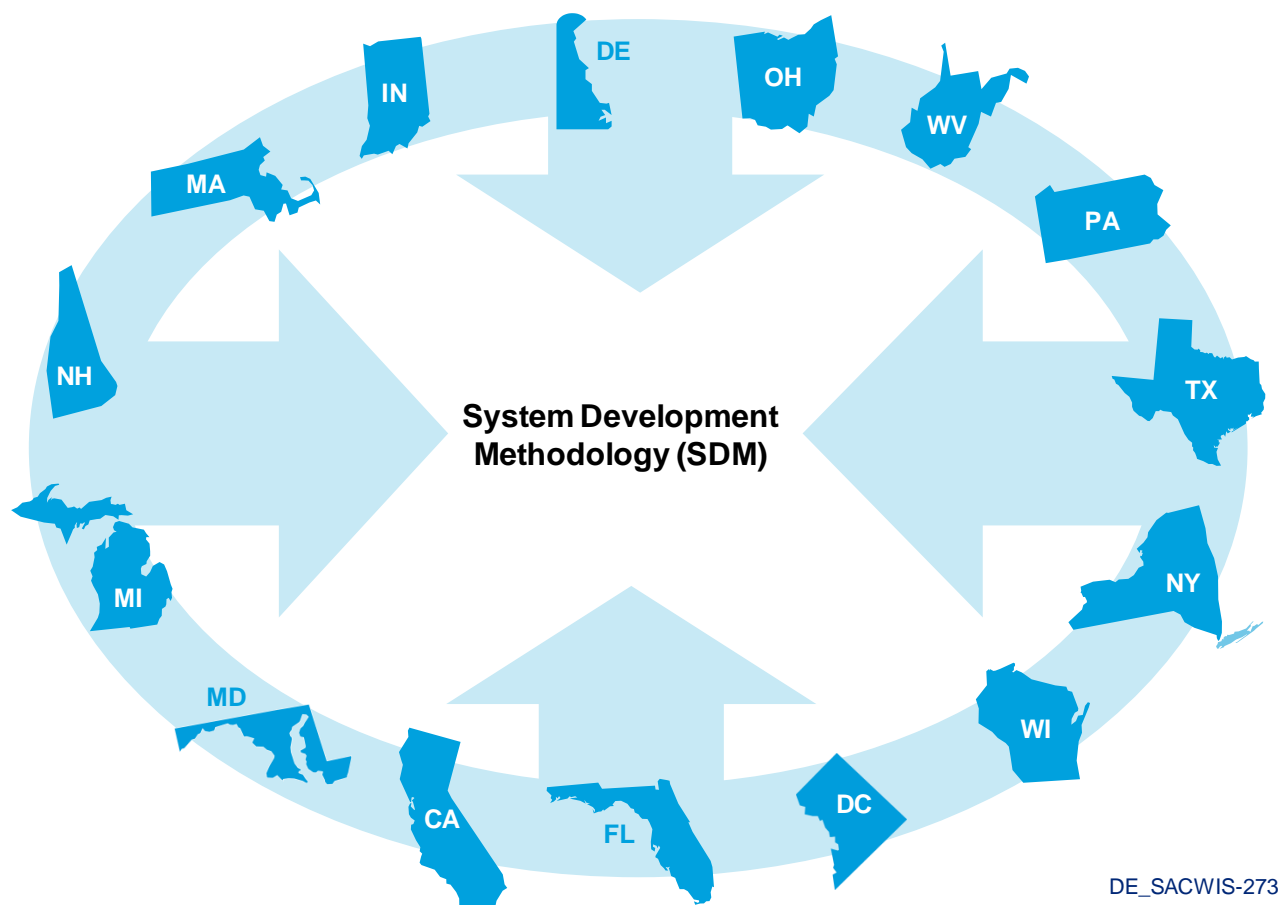 DE
OH
IN
WV
MA
PA
NH
TX
System Development
Methodology (SDM)
MI
NY
MD
WI
CA
FL
DC
DE_SACWIS-273